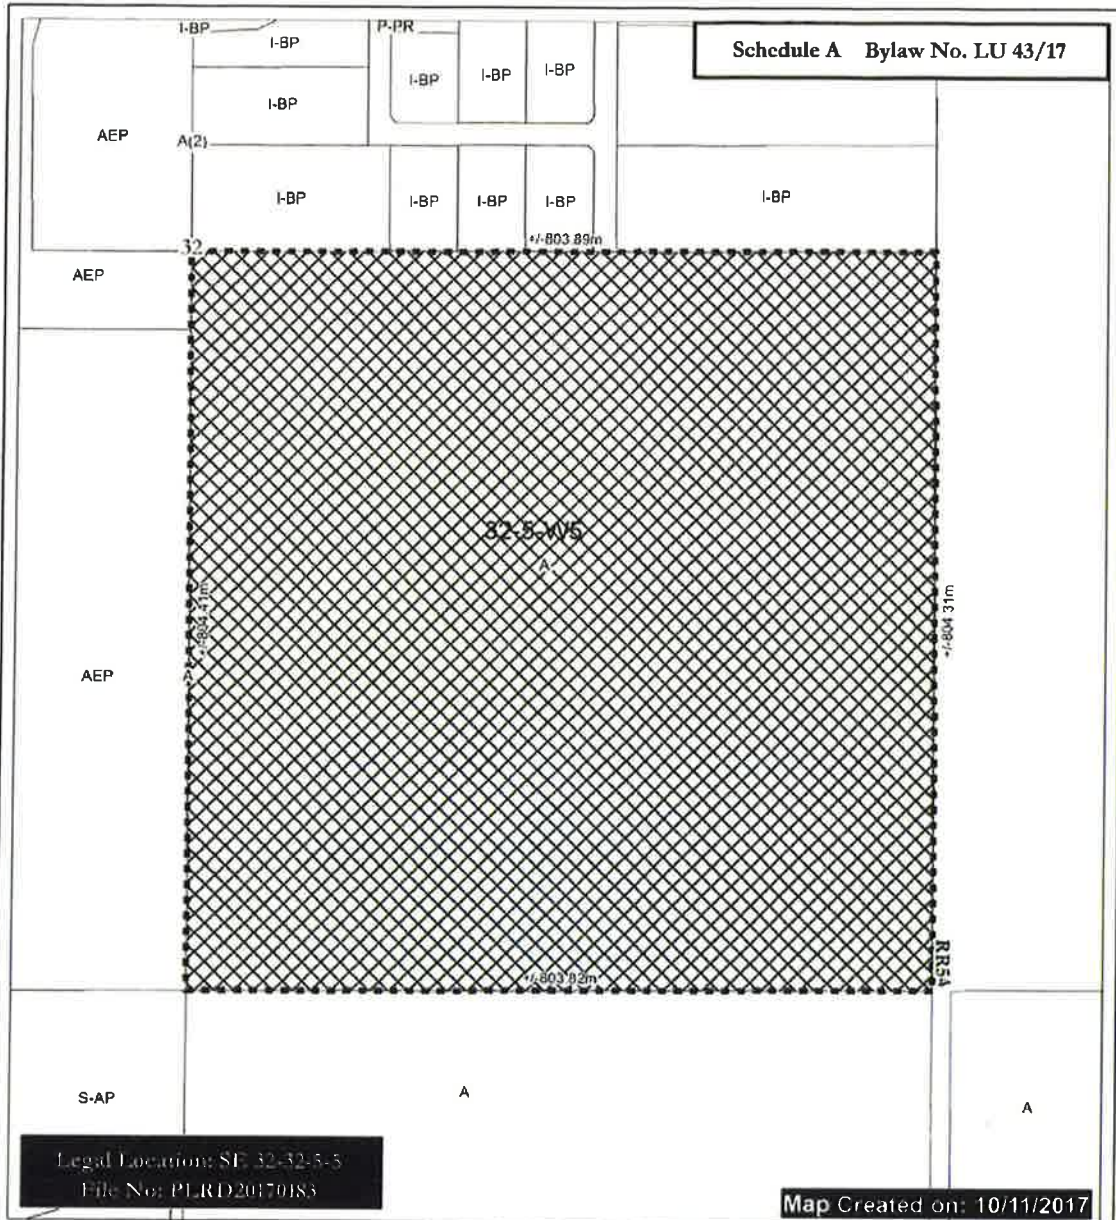 Schedule A Bylaw No. LU 43/17
I-BP
P-PR
I-BP
I-BP
I-BP
I-BP
I-BP
AEP
A(2)
I-BP
I-BP
I-BP
I-BP
I-BP
+/-803.89m
32
AEP
32-5-W5
A
+/-804.41m
+/-804.31m
AEP
A
RR54
+/-803.82m
S-AP
A
A
Legal Location: SE 32-32-5-5
File No: PLRD20170183
Map Created on: 10/11/2017